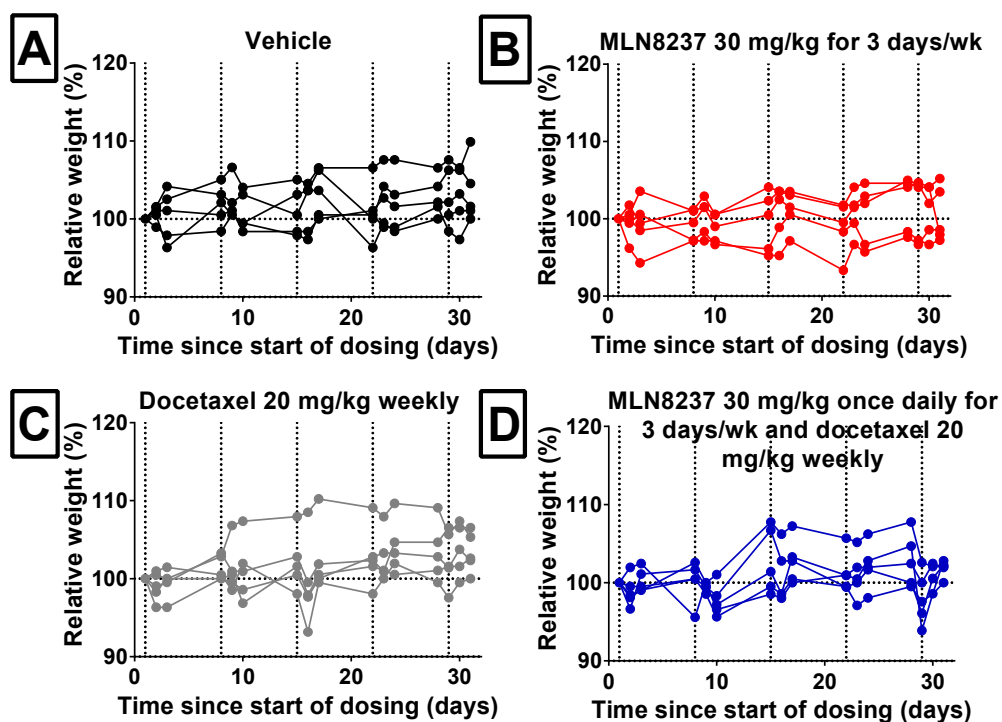 A
Vehicle
Relative weight (%)
120
110
100
90
0
10
20
30
Time since start of dosing (days)
B
MLN8237 30 mg/kg for 3 days/wk
Relative weight (%)
120
110
100
90
0
10
20
30
Time since start of dosing (days)
C
Docetaxel 20 mg/kg weekly
Relative weight (%)
120
110
100
90
0
10
20
30
Time since start of dosing (days)
D
MLN8237 30 mg/kg once daily for
3 days/wk and docetaxel 20
mg/kg weekly
Relative weight (%)
120
110
100
90
0
10
20
30
Time since start of dosing (days)